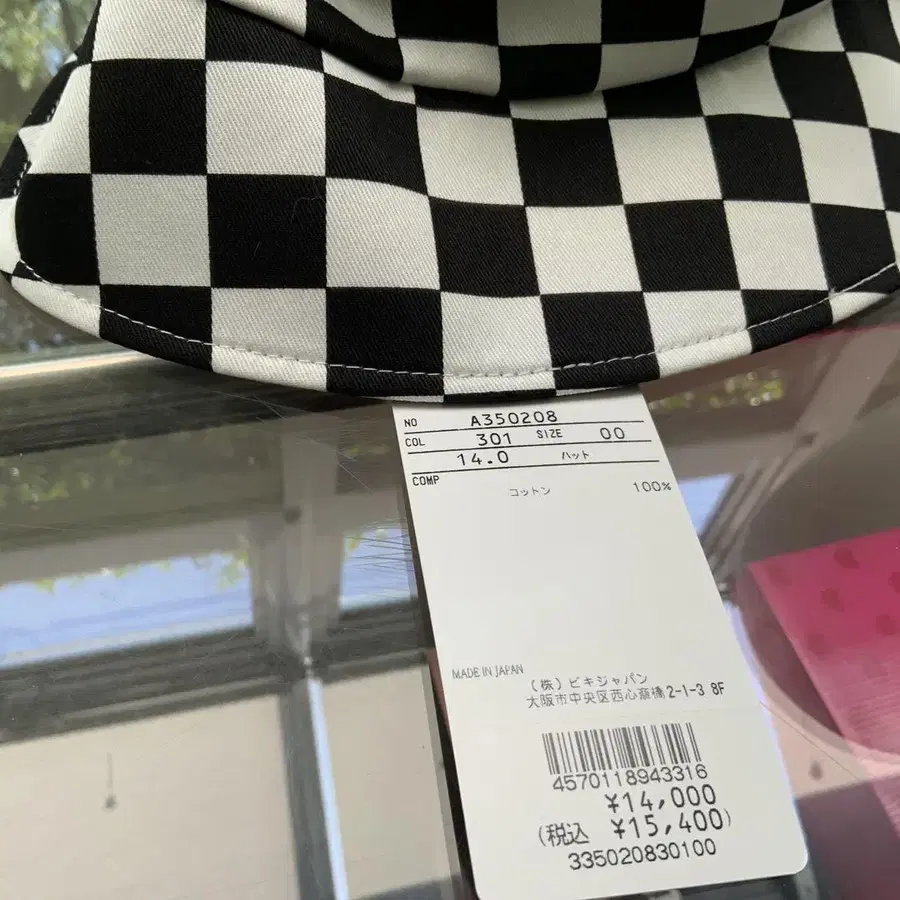 NO A350208
COL 301 SIZE 00
14.0 ハット
COMP
コットン 100%
MADE IN JAPAN
(株)ビキジャパン
大阪市中央区西心斎橋2-1-3 8F
4570118943316
¥14,000
(税込 ¥15,400)
335020830100